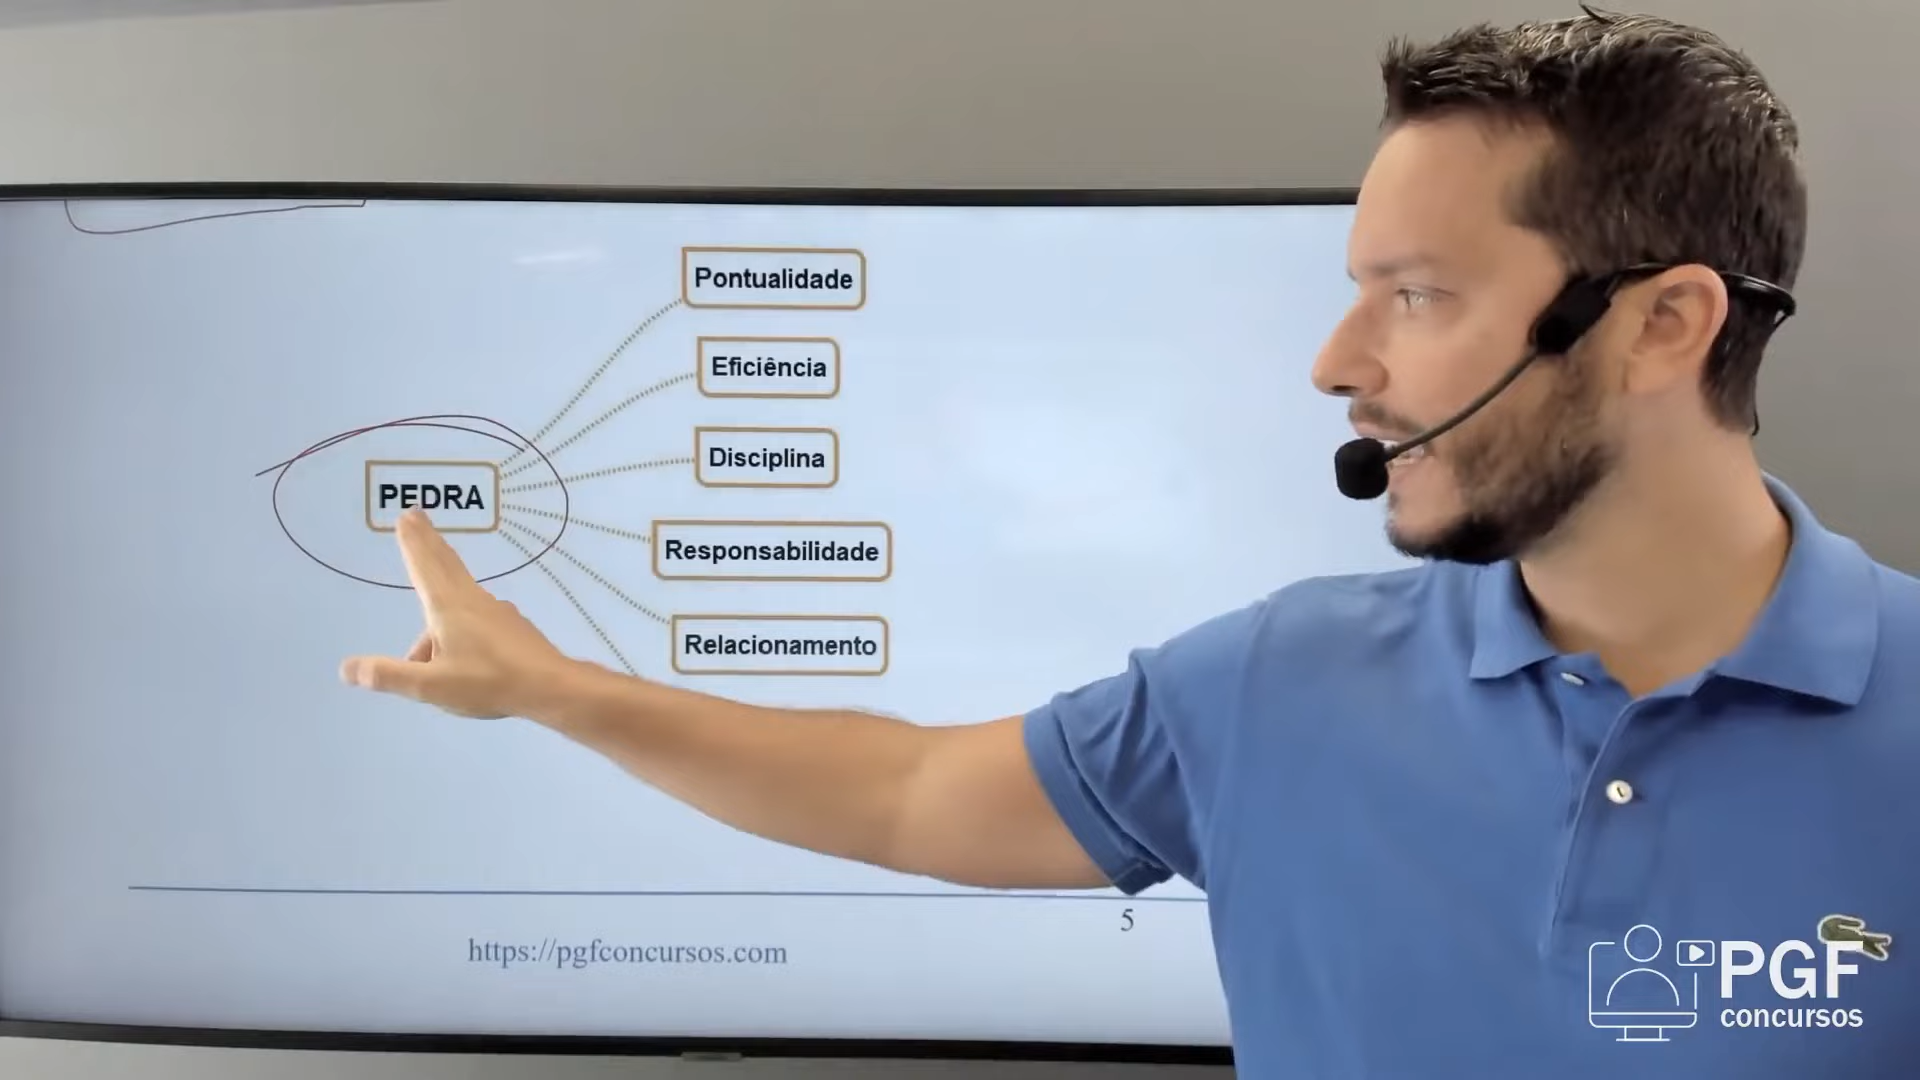 Pontualidade
Eficiência
Disciplina
PEDRA
Responsabilidade
Relacionamento
5
https://pgfconcursos.com
PGF
concursos